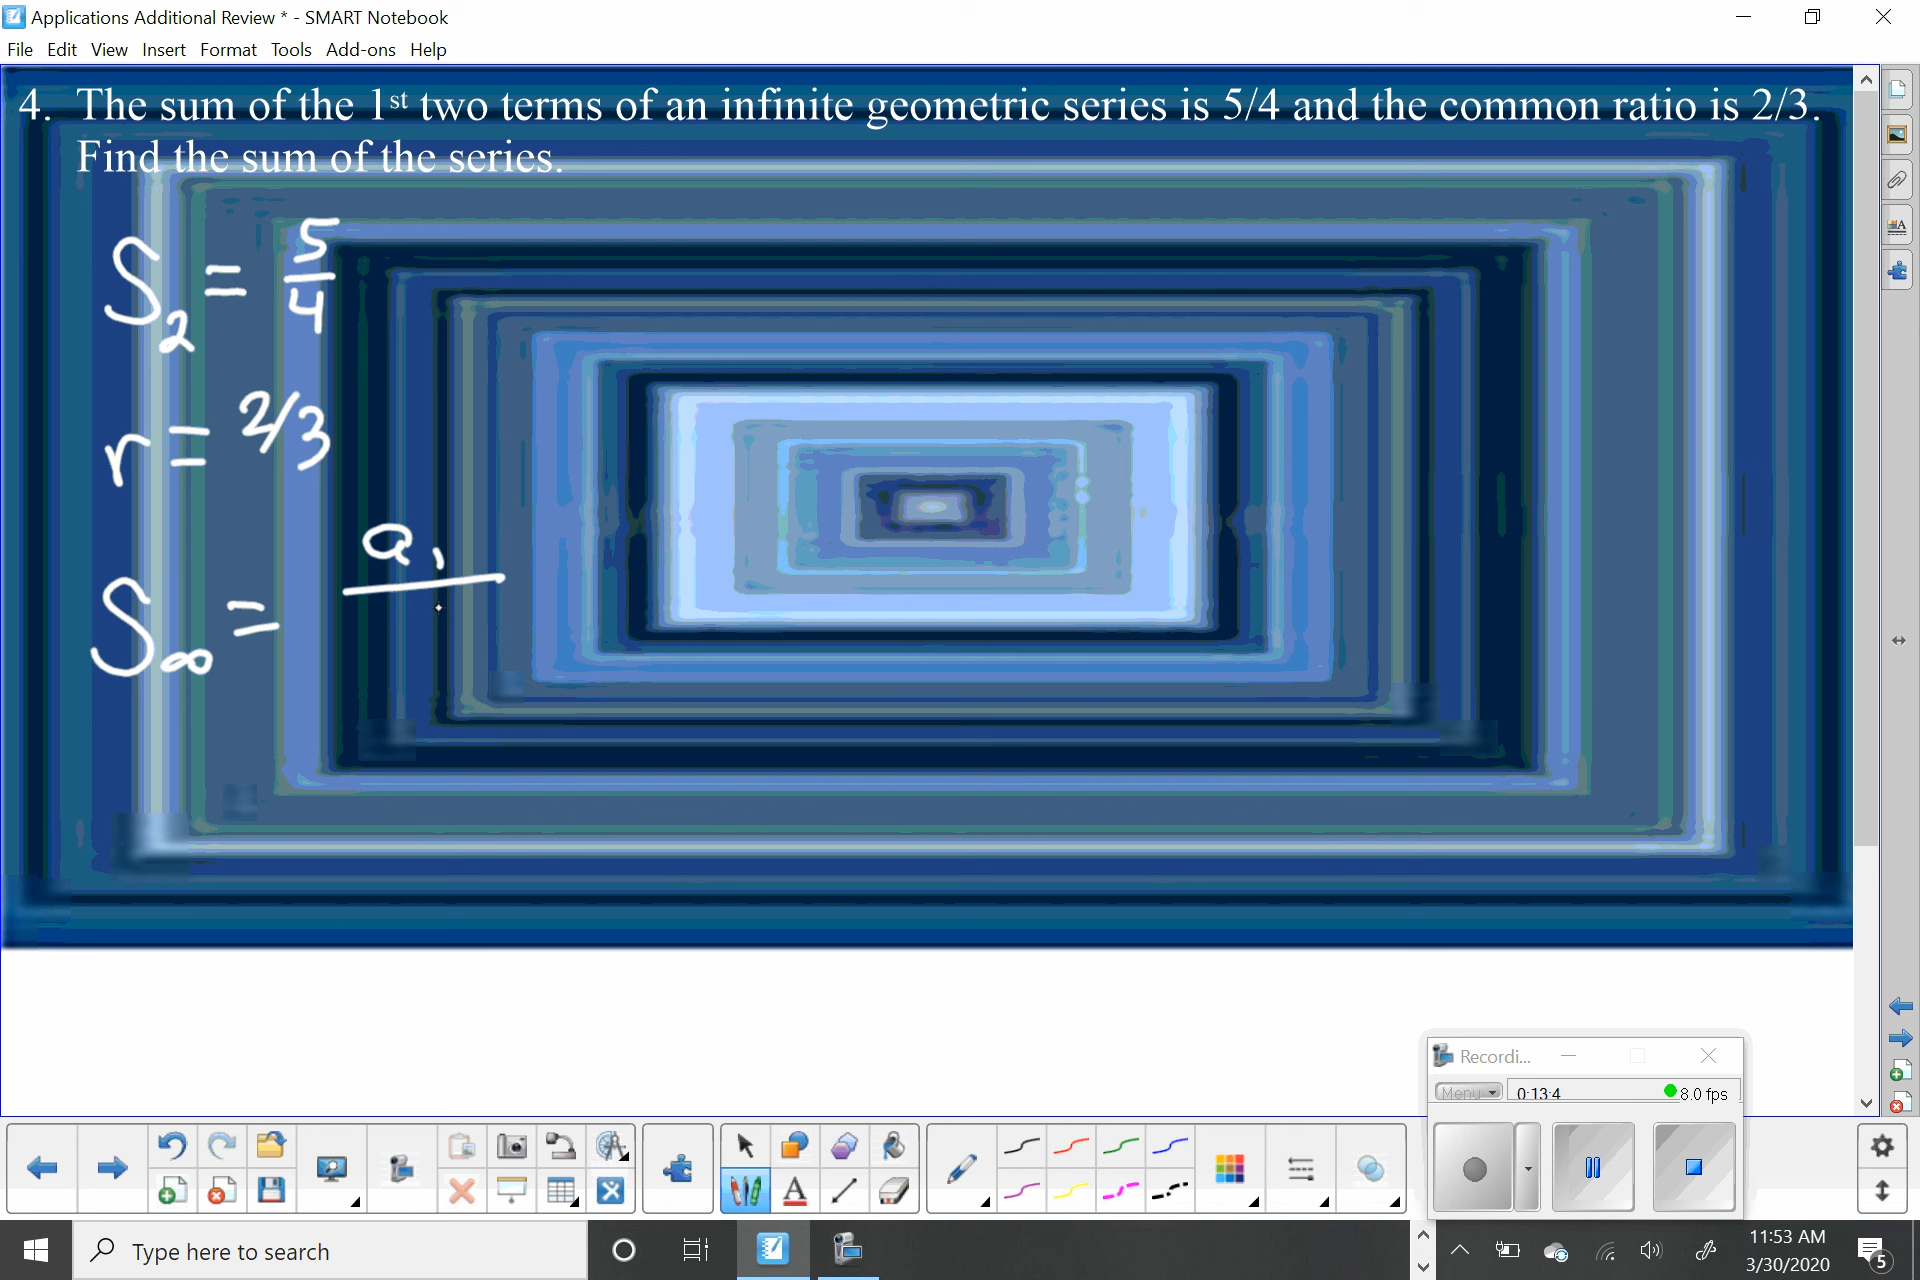 Applications Additional Review * - SMART Notebook
File Edit View Insert Format Tools Add-ons Help
4. The sum of the 1st two terms of an infinite geometric series is 5/4 and the common ratio is 2/3.
Find the sum of the series.
S₂ = 5/4
r = 2/3
S∞ = a₁
Recordi...
Menu 0:13:4 8.0 fps
Type here to search
11:53 AM
3/30/2020
5